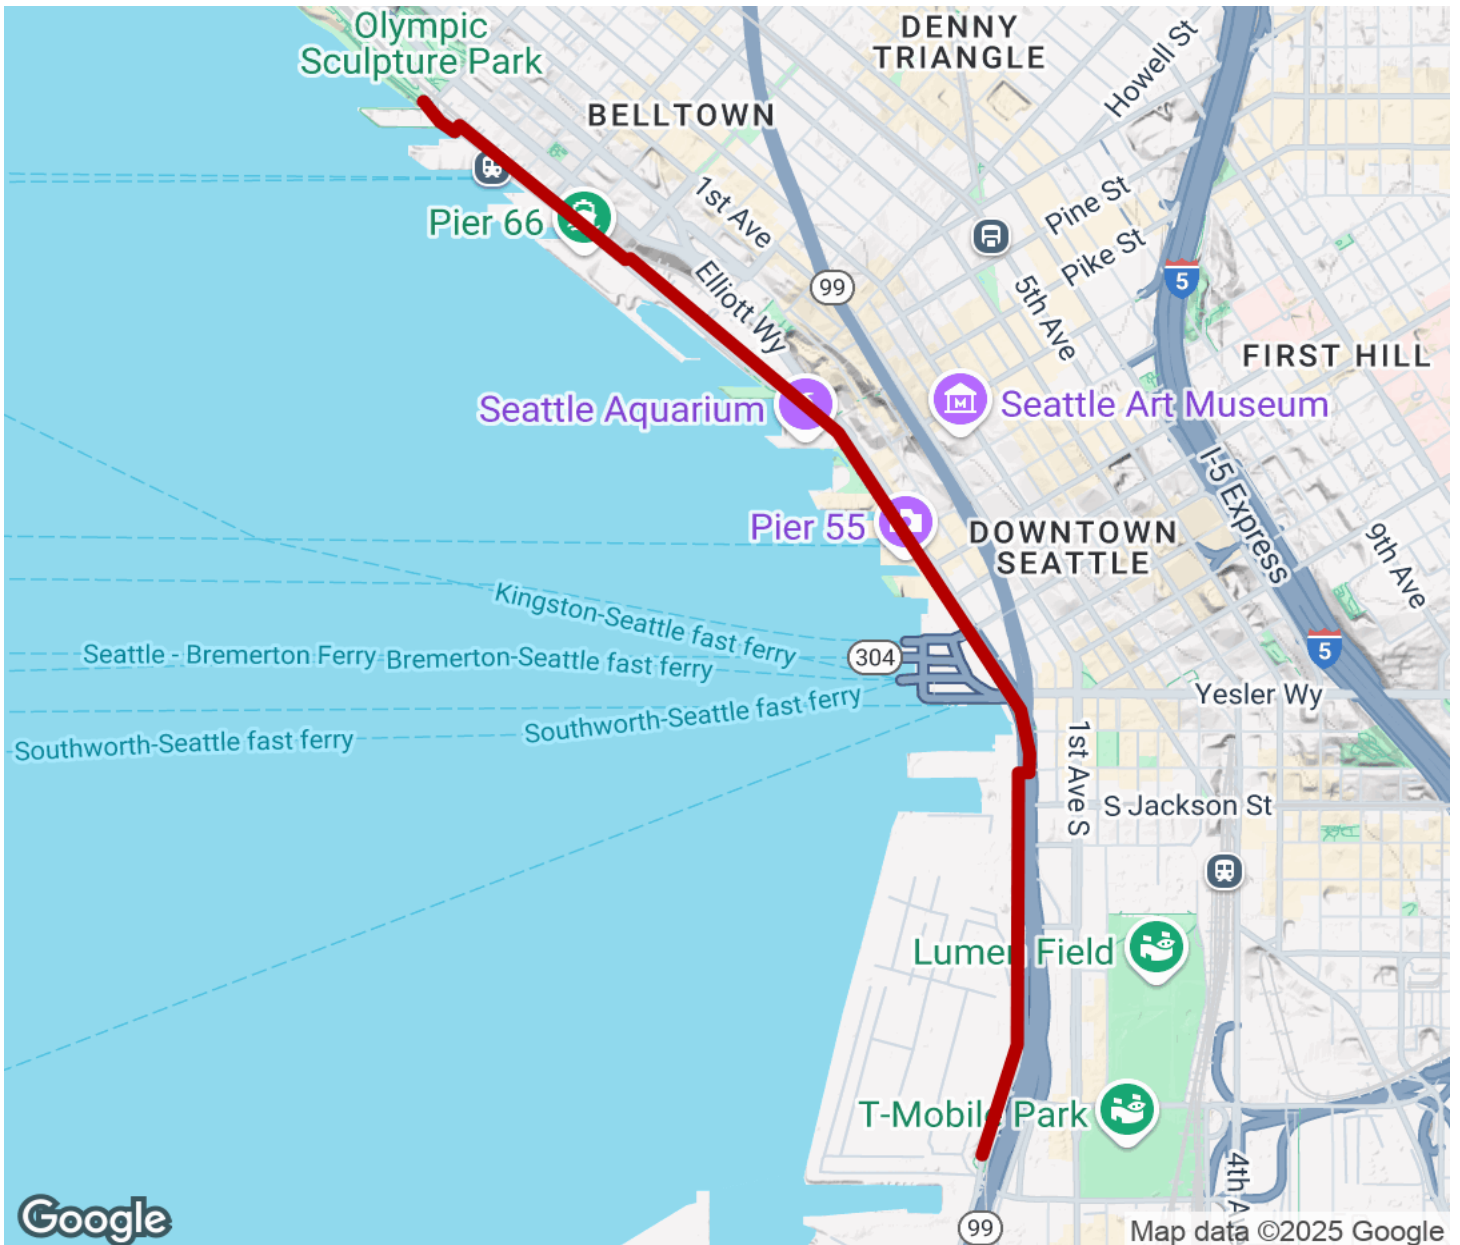 Olympic
Sculpture Park
DENNY
TRIANGLE
Howell St
BELLTOWN
1st Ave
Pine St
Pier 66
Pike St
Elliott Wy
99
5
5th Ave
FIRST HILL
Seattle Aquarium
M
Seattle Art Museum
I-5 Express
Pier 55
DOWNTOWN
SEATTLE
9th Ave
Kingston-Seattle fast ferry
Seattle - Bremerton Ferry
Bremerton-Seattle fast ferry
304
5
Yesler Wy
Southworth-Seattle fast ferry
Southworth-Seattle fast ferry
1st Ave S
S Jackson St
Lumen Field
T-Mobile Park
4th A
Google
99
Map data ©2025 Google